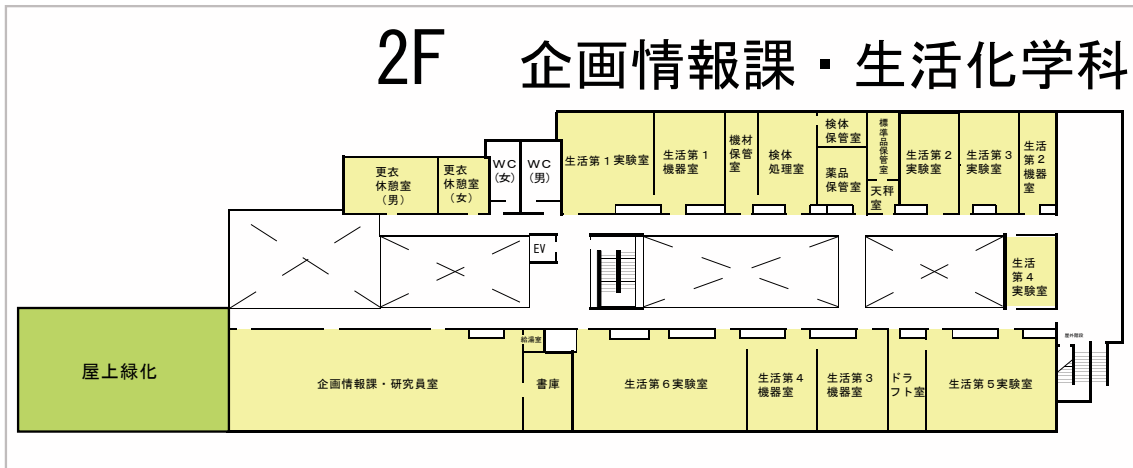 2F　企画情報課・生活化学科
更衣
休憩室
（男）
更衣
休憩室
（女）
WC
（女）
WC
（男）
生活第1実験室
生活第1
機器室
機材
保管
室
検体
処理室
検体
保管室
薬品
保管室
標準品保管室
天秤
室
生活第2
実験室
生活第3
実験室
生活
第2
機器
室
EV
生活
第4
実験室
屋上緑化
企画情報課・研究員室
給湯室
書庫
生活第6実験室
生活第4
機器室
生活第3
機器室
ドラ
フト室
生活第5実験室
屋外階段